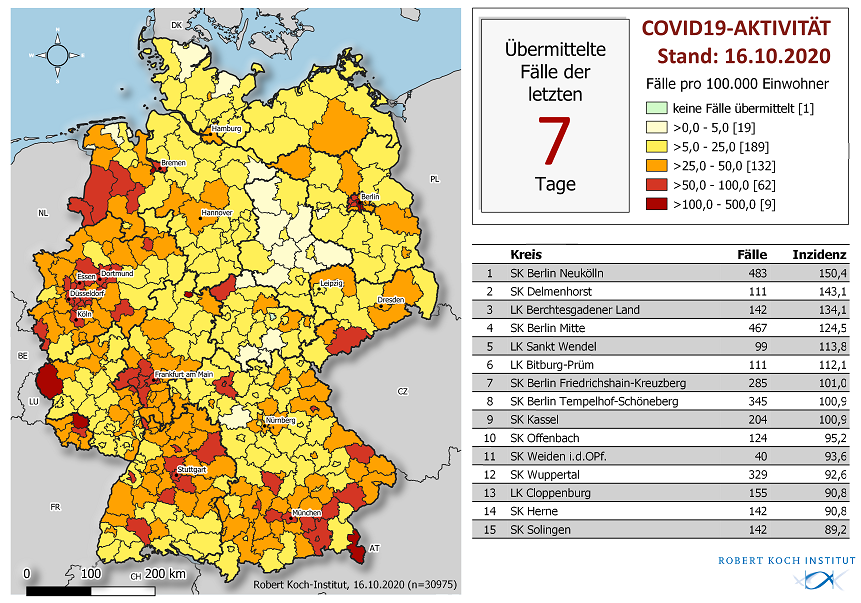 DK
PL
NL
BE
LU
CZ
FR
AT
CH
Hamburg
Bremen
Berlin
Hannover
Essen
Dortmund
Düsseldorf
Köln
Leipzig
Dresden
Frankfurt am Main
Nürnberg
Stuttgart
München
0 100 200 km
Robert Koch-Institut, 16.10.2020 (n=30975)
Übermittelte
Fälle der
letzten
7
Tage
COVID19-AKTIVITÄT
Stand: 16.10.2020
Fälle pro 100.000 Einwohner
keine Fälle übermittelt [1]
>0,0 - 5,0 [19]
>5,0 - 25,0 [189]
>25,0 - 50,0 [132]
>50,0 - 100,0 [62]
>100,0 - 500,0 [9]
Kreis Fälle Inzidenz
1 SK Berlin Neukölln 483 150,4
2 SK Delmenhorst 111 143,1
3 LK Berchtesgadener Land 142 134,1
4 SK Berlin Mitte 467 124,5
5 LK Sankt Wendel 99 113,8
6 LK Bitburg-Prüm 111 112,1
7 SK Berlin Friedrichshain-Kreuzberg 285 101,0
8 SK Berlin Tempelhof-Schöneberg 345 100,9
9 SK Kassel 204 100,9
10 SK Offenbach 124 95,2
11 SK Weiden i.d.OPf. 40 93,6
12 SK Wuppertal 329 92,6
13 LK Cloppenburg 155 90,8
14 SK Herne 142 90,8
15 SK Solingen 142 89,2
ROBERT KOCH INSTITUT